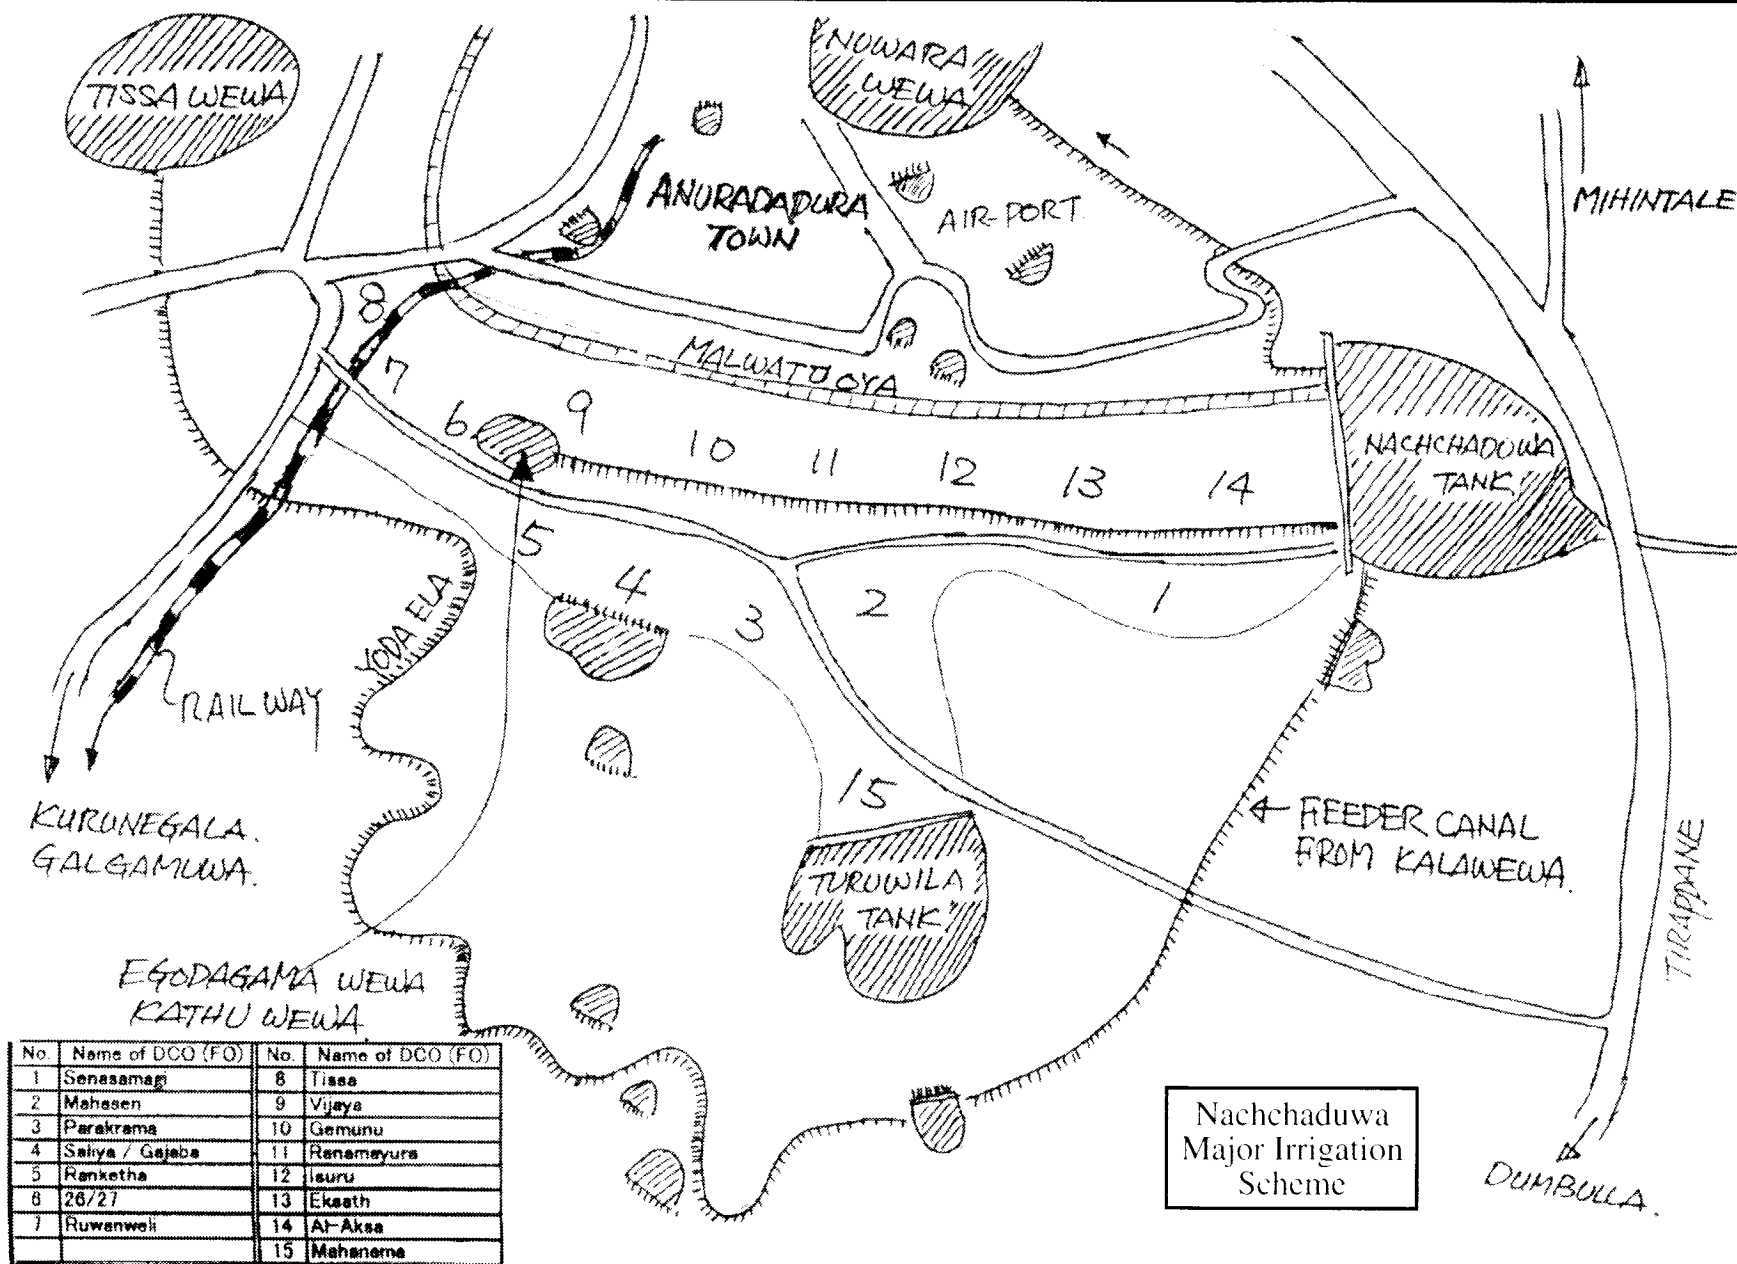 TISSA WEWA
NUWARA
WEWA
ANURADADURA
TOWN
AIR-PORT.
MIHINTALE
8
7
MALWATU OYA
6
9
10
11
12
13
14
NACHCHADUWA
TANK
5
4
3
2
1
YODA ELA
RAILWAY
KURUNEGALA.
GALGAMUWA.
15
TURUWILA
TANK
FEEDER CANAL
FROM KALAWEWA.
TIRAPPANE
EGODAGAMA WEWA
KATHU WEWA
No. Name of DCO (FO) No. Name of DCO (FO)
1 Senasamagi 8 Tissa
2 Mahasen 9 Vijaya
3 Parakrama 10 Gemunu
4 Saliya / Gajaba 11 Ranamayura
5 Ranketha 12 Isuru
6 26/27 13 Eksath
7 Ruwanweli 14 Al-Aksa
15 Mahanama
Nachchaduwa
Major Irrigation
Scheme
DUMBULLA.